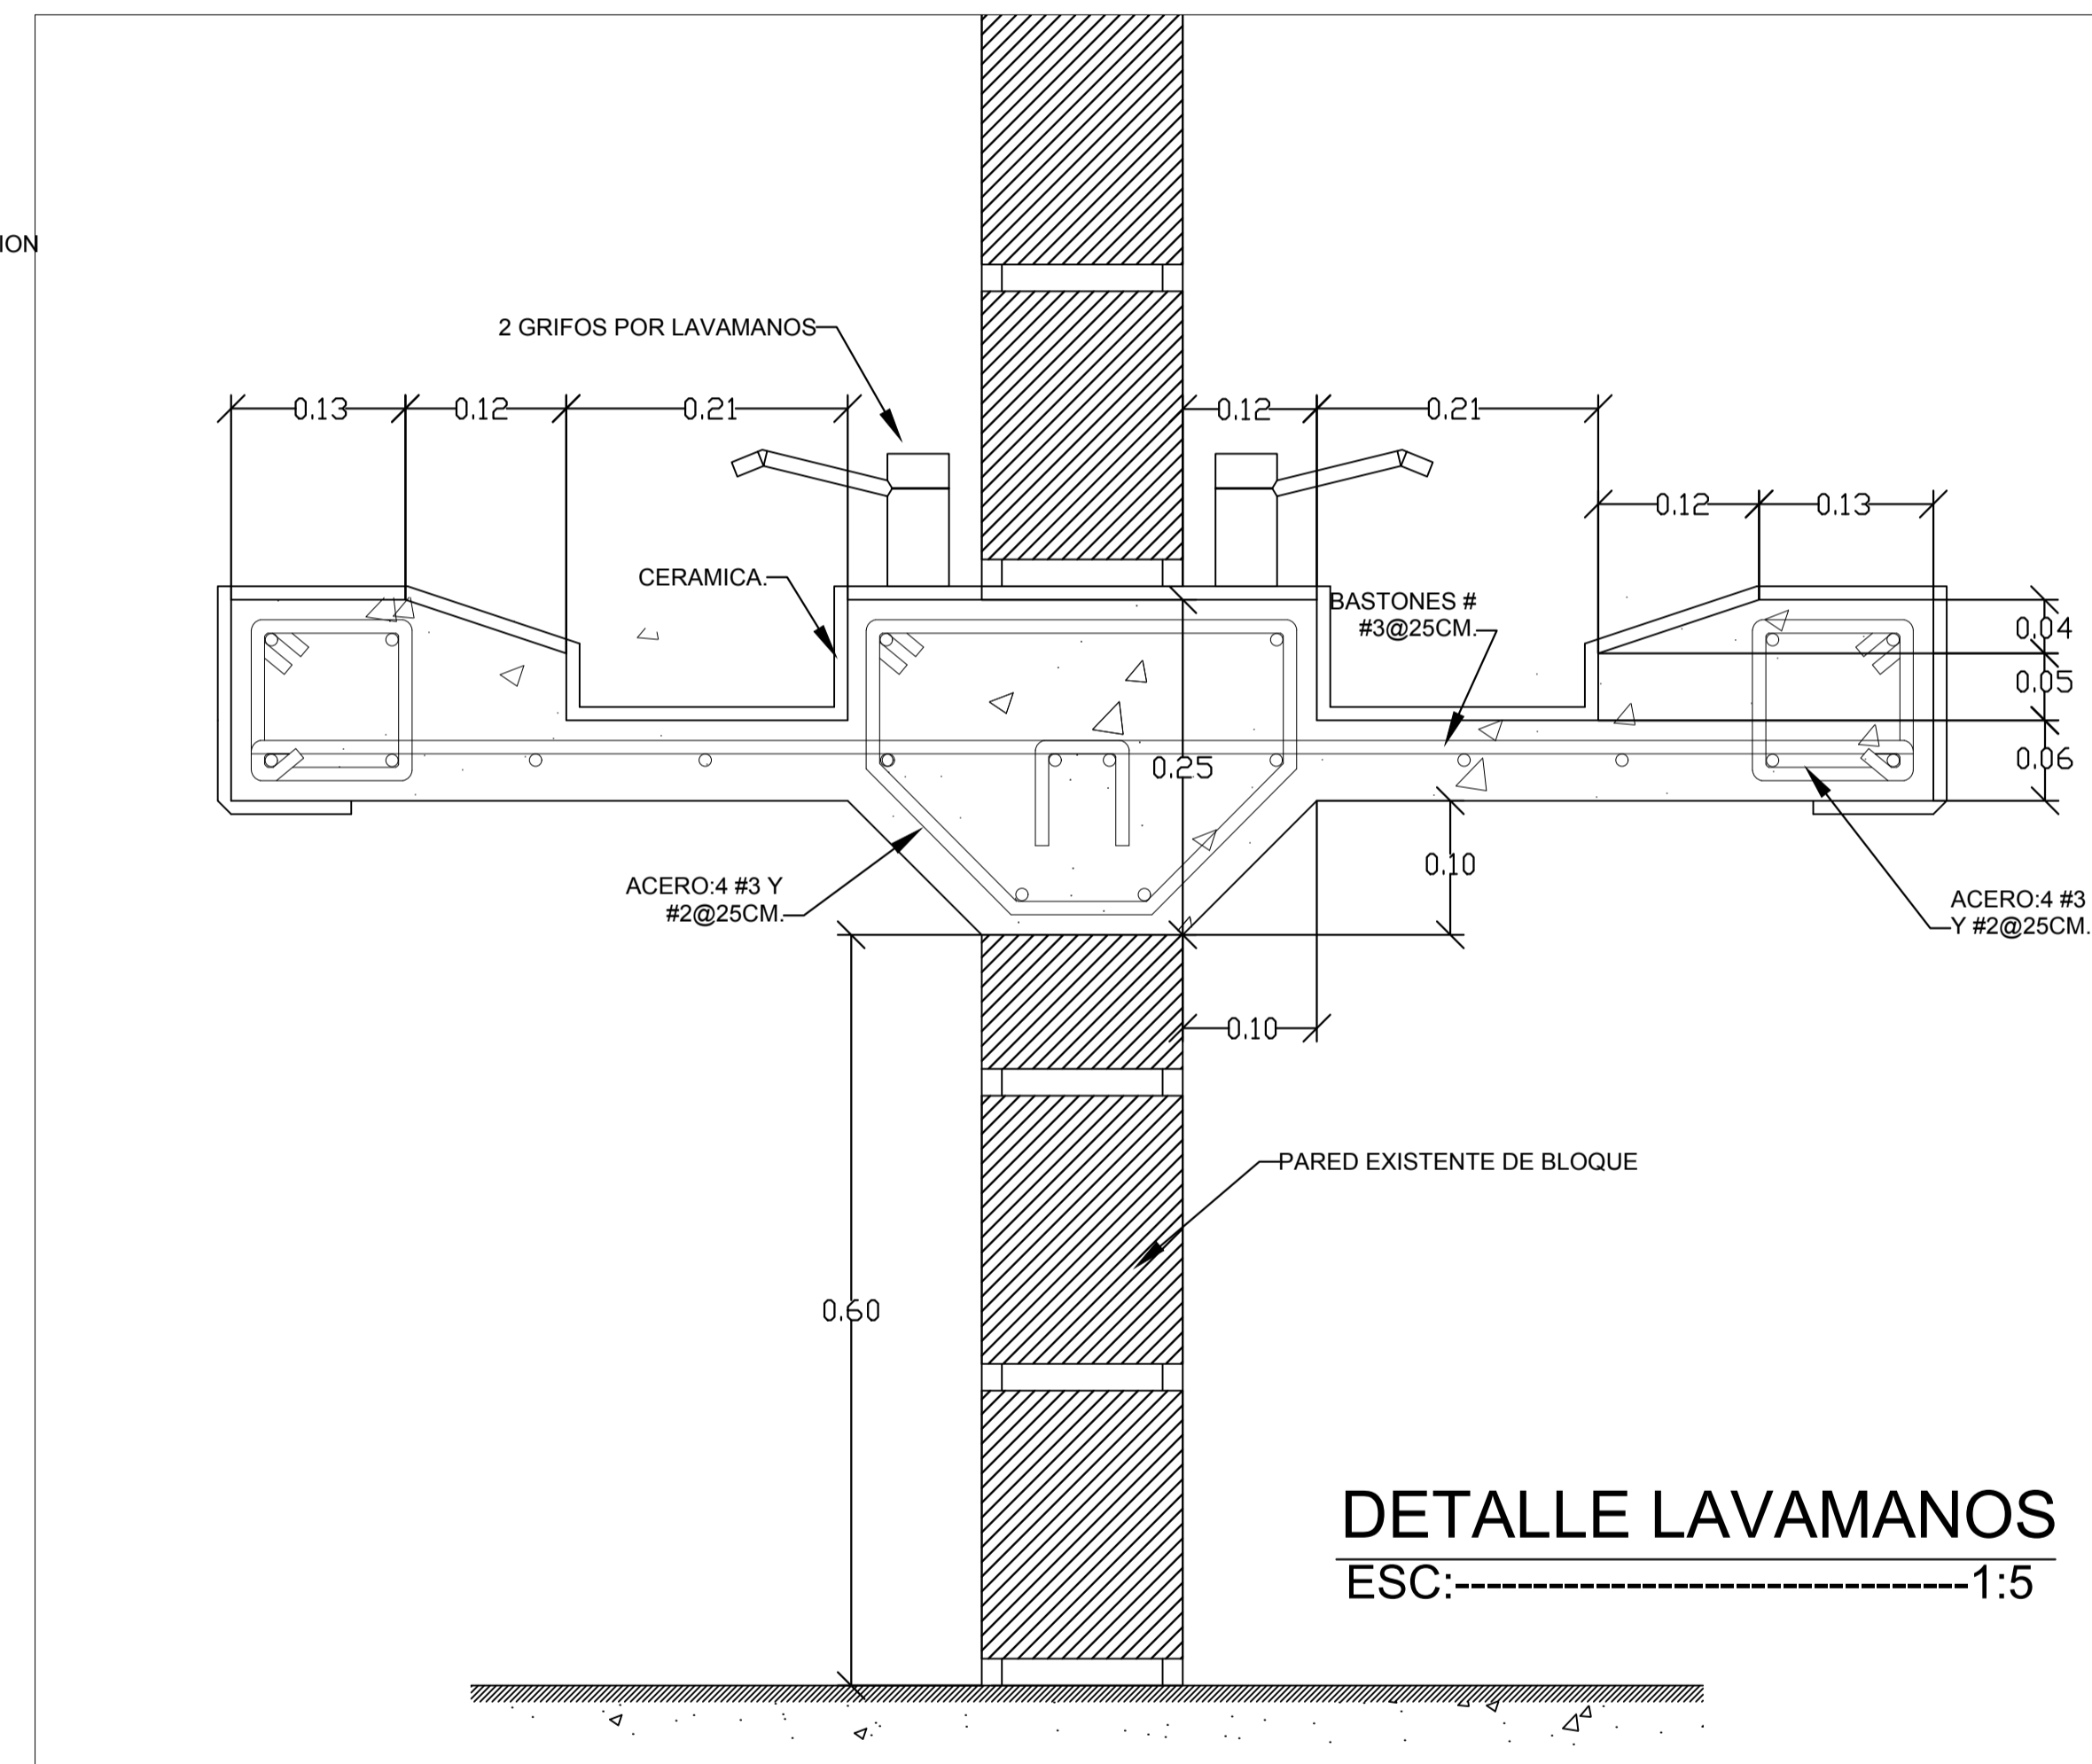 ION
2 GRIFOS POR LAVAMANOS
0.13
0.12
0.21
0.12
0.21
0.12
0.13
CERAMICA.
BASTONES #
#3@25CM.
0.04
0.05
0.06
0.25
0.10
ACERO:4 #3 Y
#2@25CM.
ACERO:4 #3
Y #2@25CM.
0.10
PARED EXISTENTE DE BLOQUE
0.60
DETALLE LAVAMANOS
ESC:---------------------------------1:5